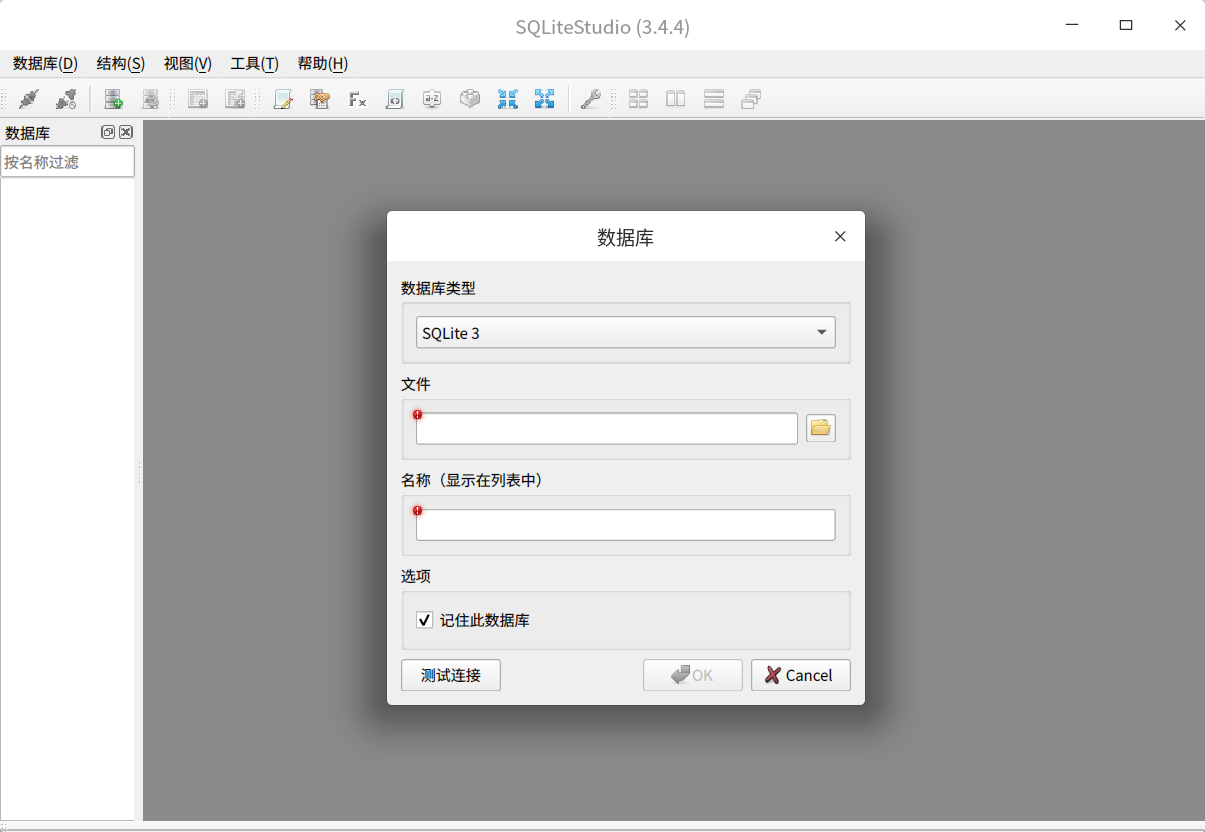 SQLiteStudio (3.4.4)
数据库(D) 结构(S) 视图(V) 工具(T) 帮助(H)
数据库
按名称过滤
数据库
数据库类型
SQLite 3
文件
名称（显示在列表中）
选项
记住此数据库
测试连接 OK Cancel